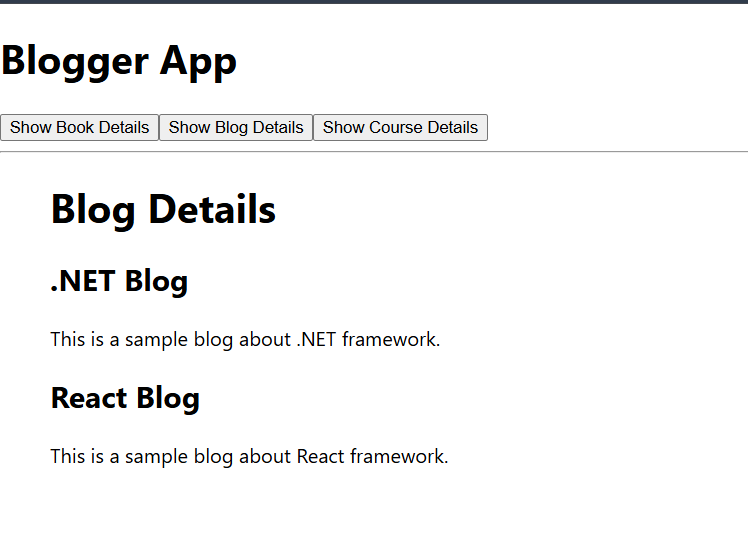 Blogger App
Show Book Details Show Blog Details Show Course Details
Blog Details
.NET Blog
This is a sample blog about .NET framework.
React Blog
This is a sample blog about React framework.